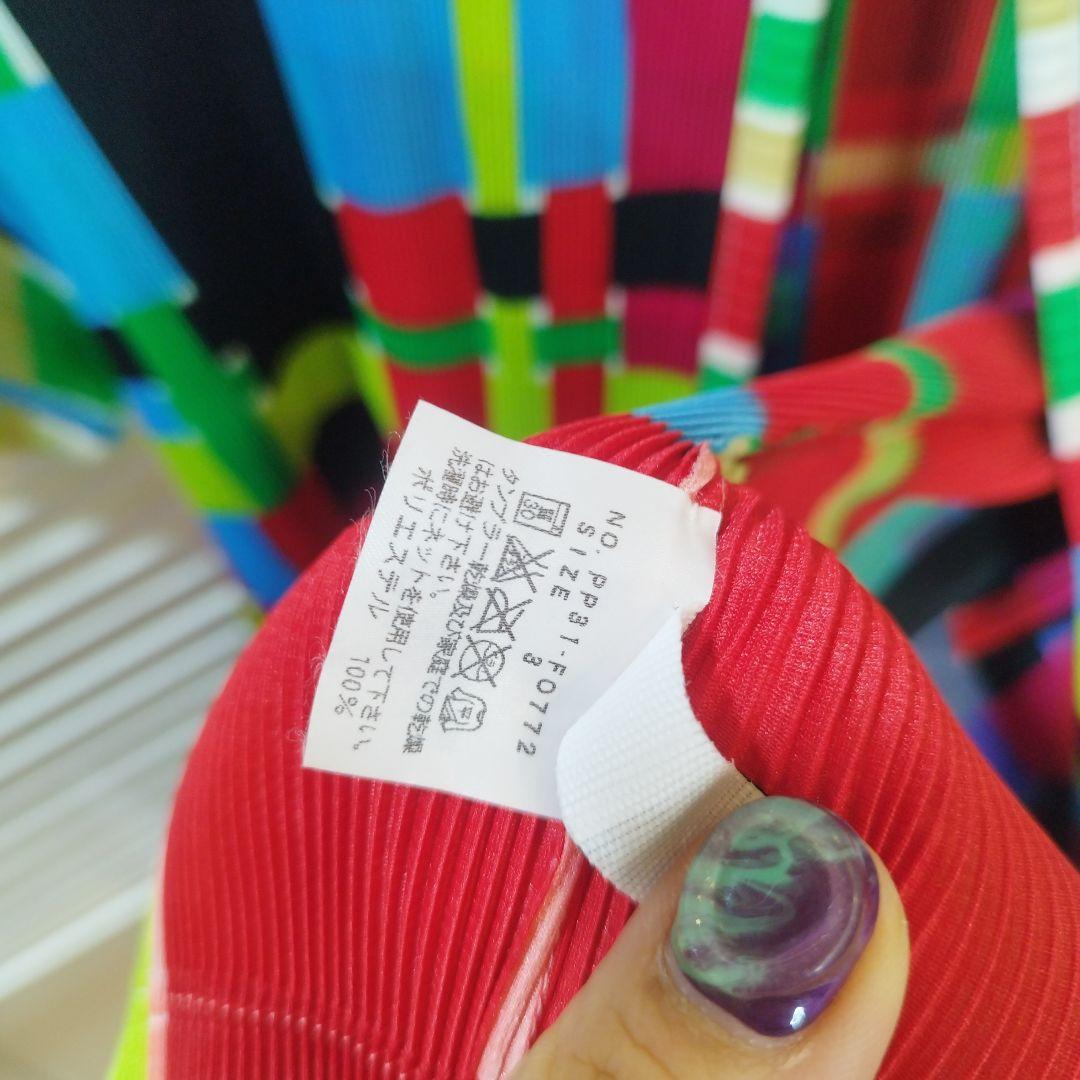 NO.PP31-F0772
SIZE 3
30
タンブラー乾燥及び家庭での乾燥
はお避け下さい。
洗濯時にネットを使用して下さい。
ポリエステル 100%